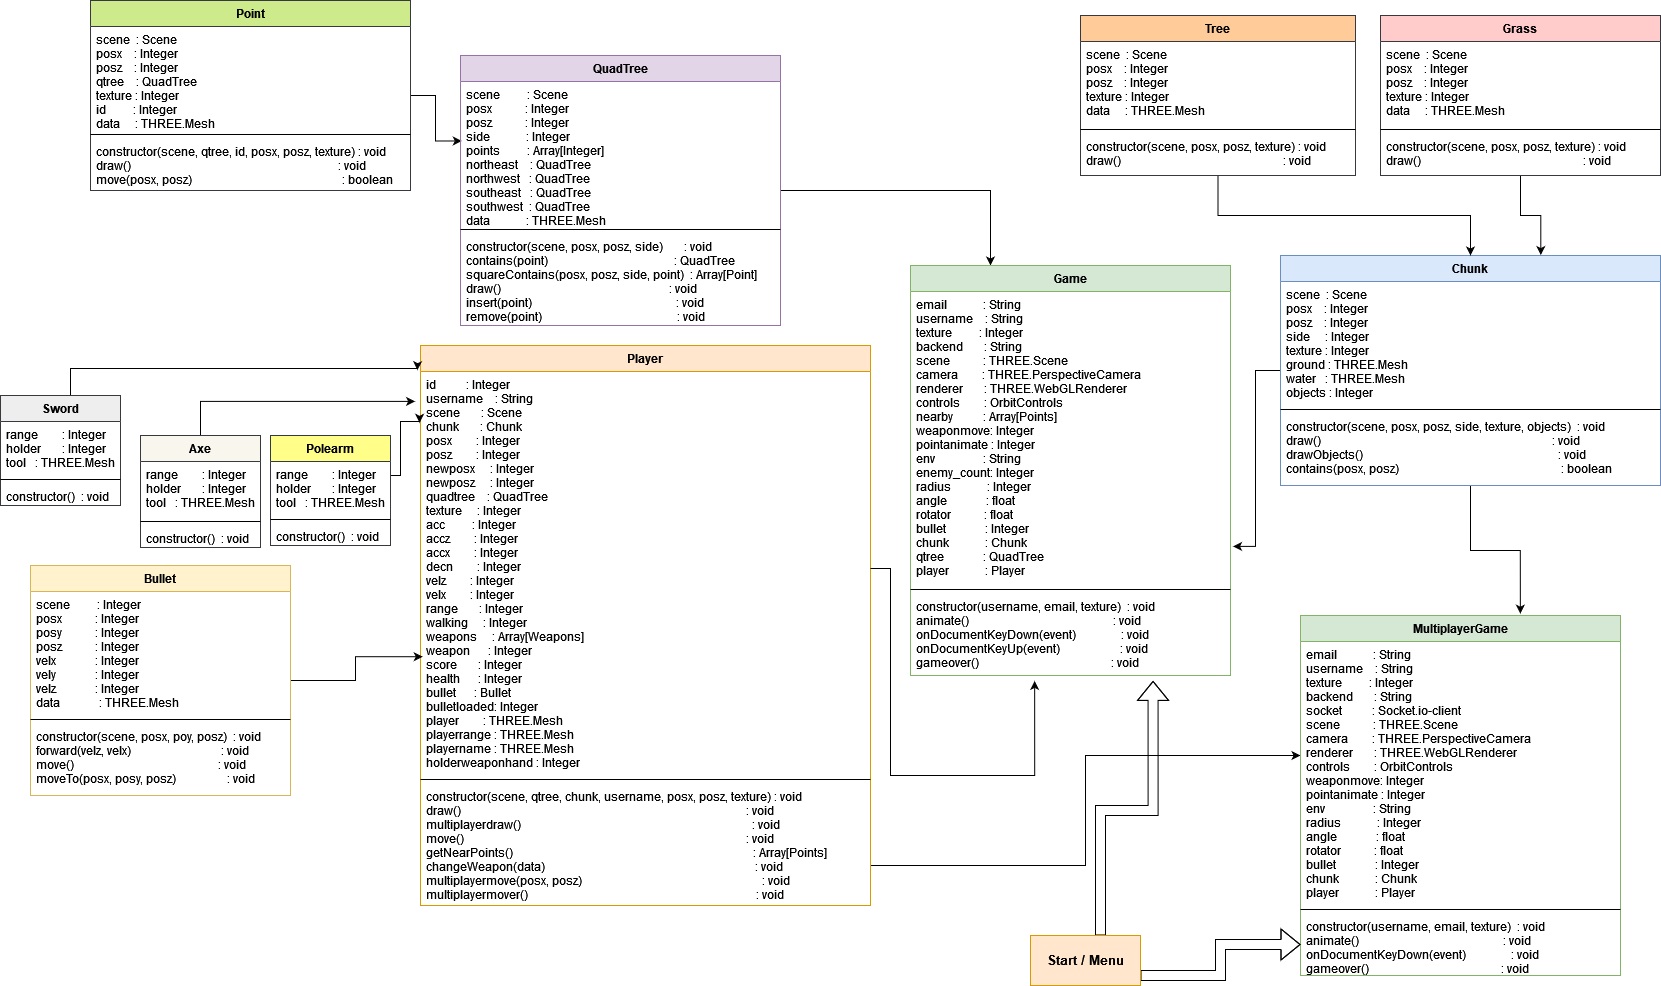 Point
scene : Scene
posx : Integer
posz : Integer
qtree : QuadTree
texture : Integer
id : Integer
data : THREE.Mesh
constructor(scene, qtree, id, posx, posz, texture) : void
draw() : void
move(posx, posz) : boolean
QuadTree
scene : Scene
posx : Integer
posz : Integer
side : Integer
points : Array[Integer]
northeast : QuadTree
northwest : QuadTree
southeast : QuadTree
southwest : QuadTree
data : THREE.Mesh
constructor(scene, posx, posz, side) : void
contains(point) : QuadTree
squareContains(posx, posz, side, point) : Array[Point]
draw() : void
insert(point) : void
remove(point) : void
Tree
scene : Scene
posx : Integer
posz : Integer
texture : Integer
data : THREE.Mesh
constructor(scene, posx, posz, texture) : void
draw() : void
Grass
scene : Scene
posx : Integer
posz : Integer
texture : Integer
data : THREE.Mesh
constructor(scene, posx, posz, texture) : void
draw() : void
Game
email : String
username : String
texture : Integer
backend : String
scene : THREE.Scene
camera : THREE.PerspectiveCamera
renderer : THREE.WebGLRenderer
controls : OrbitControls
nearby : Array[Points]
weaponmove: Integer
pointanimate : Integer
env : String
enemy_count: Integer
radius : Integer
angle : float
rotator : float
bullet : Integer
chunk : Chunk
qtree : QuadTree
player : Player
constructor(username, email, texture) : void
animate() : void
onDocumentKeyDown(event) : void
onDocumentKeyUp(event) : void
gameover() : void
Chunk
scene : Scene
posx : Integer
posz : Integer
side : Integer
texture : Integer
ground : THREE.Mesh
water : THREE.Mesh
objects : Integer
constructor(scene, posx, posz, side, texture, objects) : void
draw() : void
drawObjects() : void
contains(posx, posz) : boolean
Player
id : Integer
username : String
scene : Scene
chunk : Chunk
posx : Integer
posz : Integer
newposx : Integer
newposz : Integer
quadtree : QuadTree
texture : Integer
acc : Integer
accz : Integer
accx : Integer
decn : Integer
velz : Integer
velx : Integer
range : Integer
walking : Integer
weapons : Array[Weapons]
weapon : Integer
score : Integer
health : Integer
bullet : Bullet
bulletloaded: Integer
player : THREE.Mesh
playerrange : THREE.Mesh
playername : THREE.Mesh
holderweaponhand : Integer
constructor(scene, qtree, chunk, username, posx, posz, texture) : void
draw() : void
multiplayerdraw() : void
move() : void
getNearPoints() : Array[Points]
changeWeapon(data) : void
multiplayermove(posx, posz) : void
multiplayermover() : void
Sword
range : Integer
holder : Integer
tool : THREE.Mesh
constructor() : void
Axe
range : Integer
holder : Integer
tool : THREE.Mesh
constructor() : void
Polearm
range : Integer
holder : Integer
tool : THREE.Mesh
constructor() : void
Bullet
scene : Integer
posx : Integer
posy : Integer
posz : Integer
velx : Integer
vely : Integer
velz : Integer
data : THREE.Mesh
constructor(scene, posx, poy, posz) : void
forward(velz, velx) : void
move() : void
moveTo(posx, posy, posz) : void
MultiplayerGame
email : String
username : String
texture : Integer
backend : String
socket : Socket.io-client
scene : THREE.Scene
camera : THREE.PerspectiveCamera
renderer : THREE.WebGLRenderer
controls : OrbitControls
weaponmove: Integer
pointanimate : Integer
env : String
radius : Integer
angle : float
rotator : float
bullet : Integer
chunk : Chunk
player : Player
constructor(username, email, texture) : void
animate() : void
onDocumentKeyDown(event) : void
gameover() : void
Start / Menu